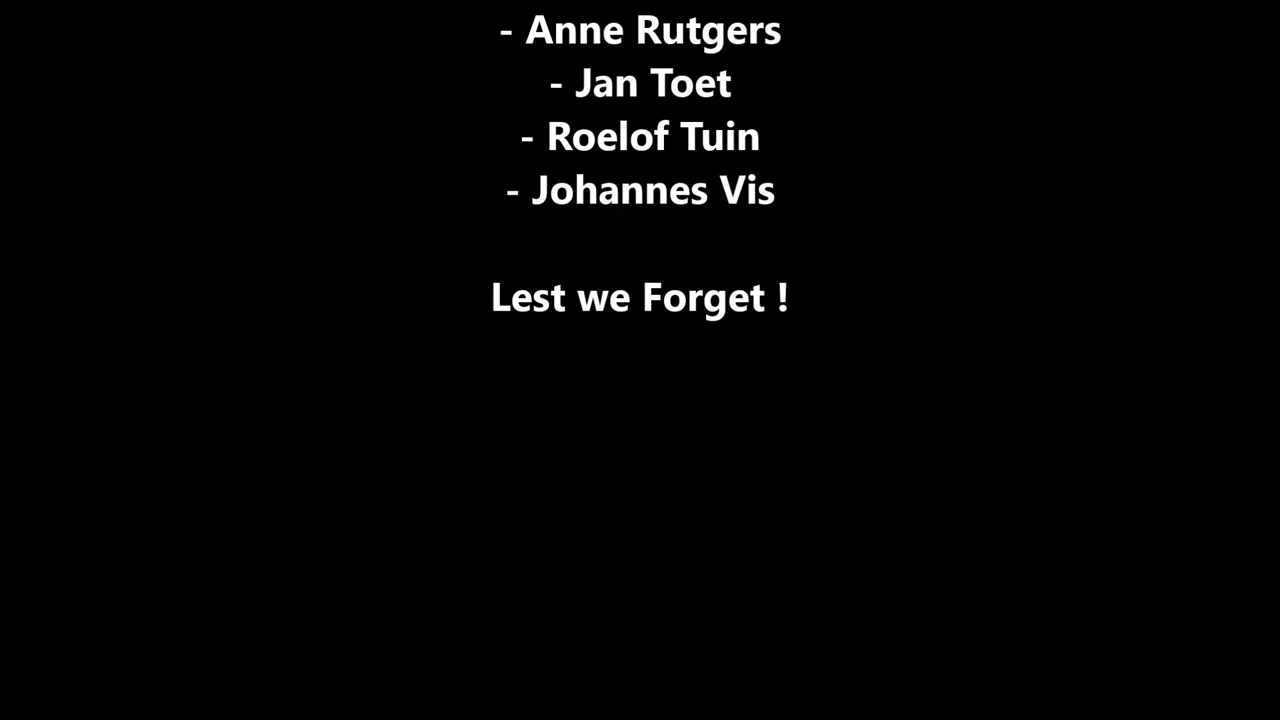 - Anne Rutgers
- Jan Toet
- Roelof Tuin
- Johannes Vis
Lest we Forget !